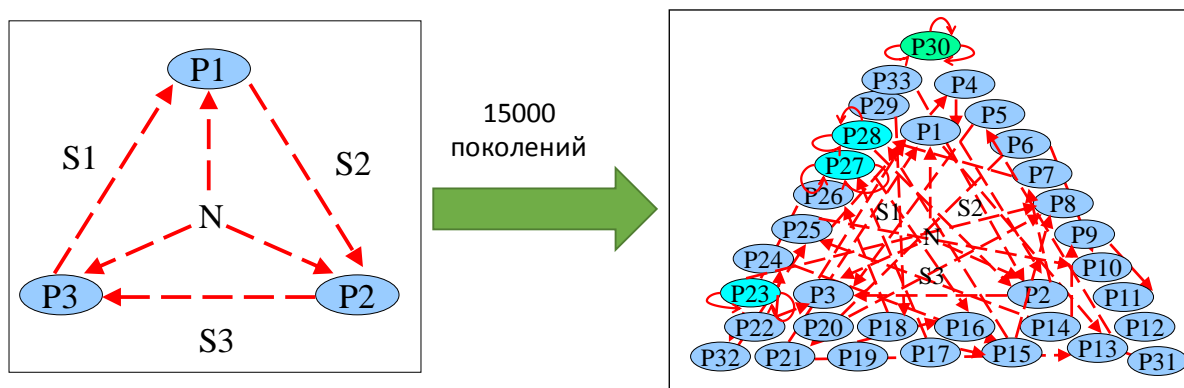 P1
S1
S2
N
P3
P2
S3
15000
поколений
P30
P33
P4
P29
P5
P28
P1
P6
P27
P7
P26
S1
S2
P8
P25
N
P9
P24
S3
P10
P23
P3
P2
P11
P22
P20
P18
P16
P14
P12
P32
P21
P19
P17
P15
P13
P31